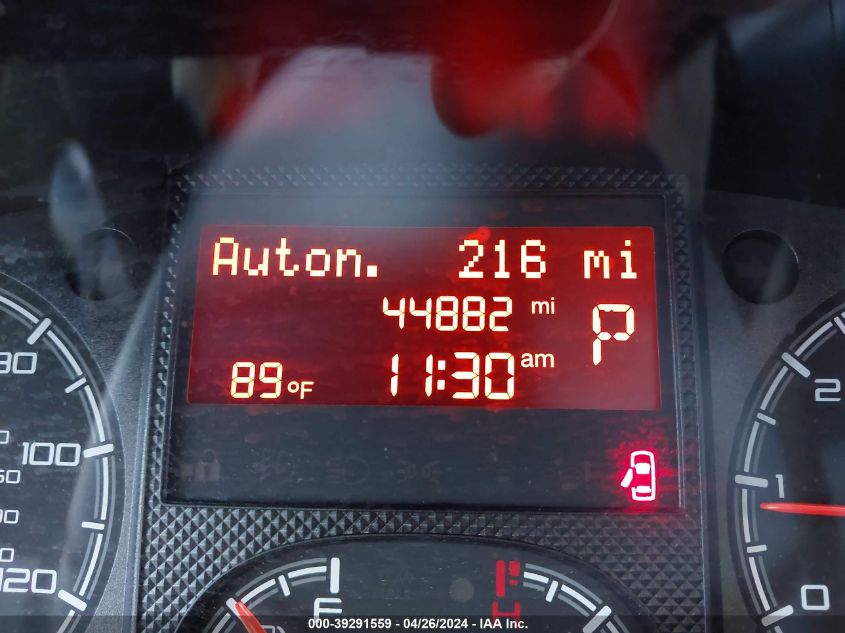 Auton. 216 mi
44882 mi P
89°F 11:30 am
80
100
120
2
1
0
F
H
000-39291559 - 04/26/2024 - IAA Inc.